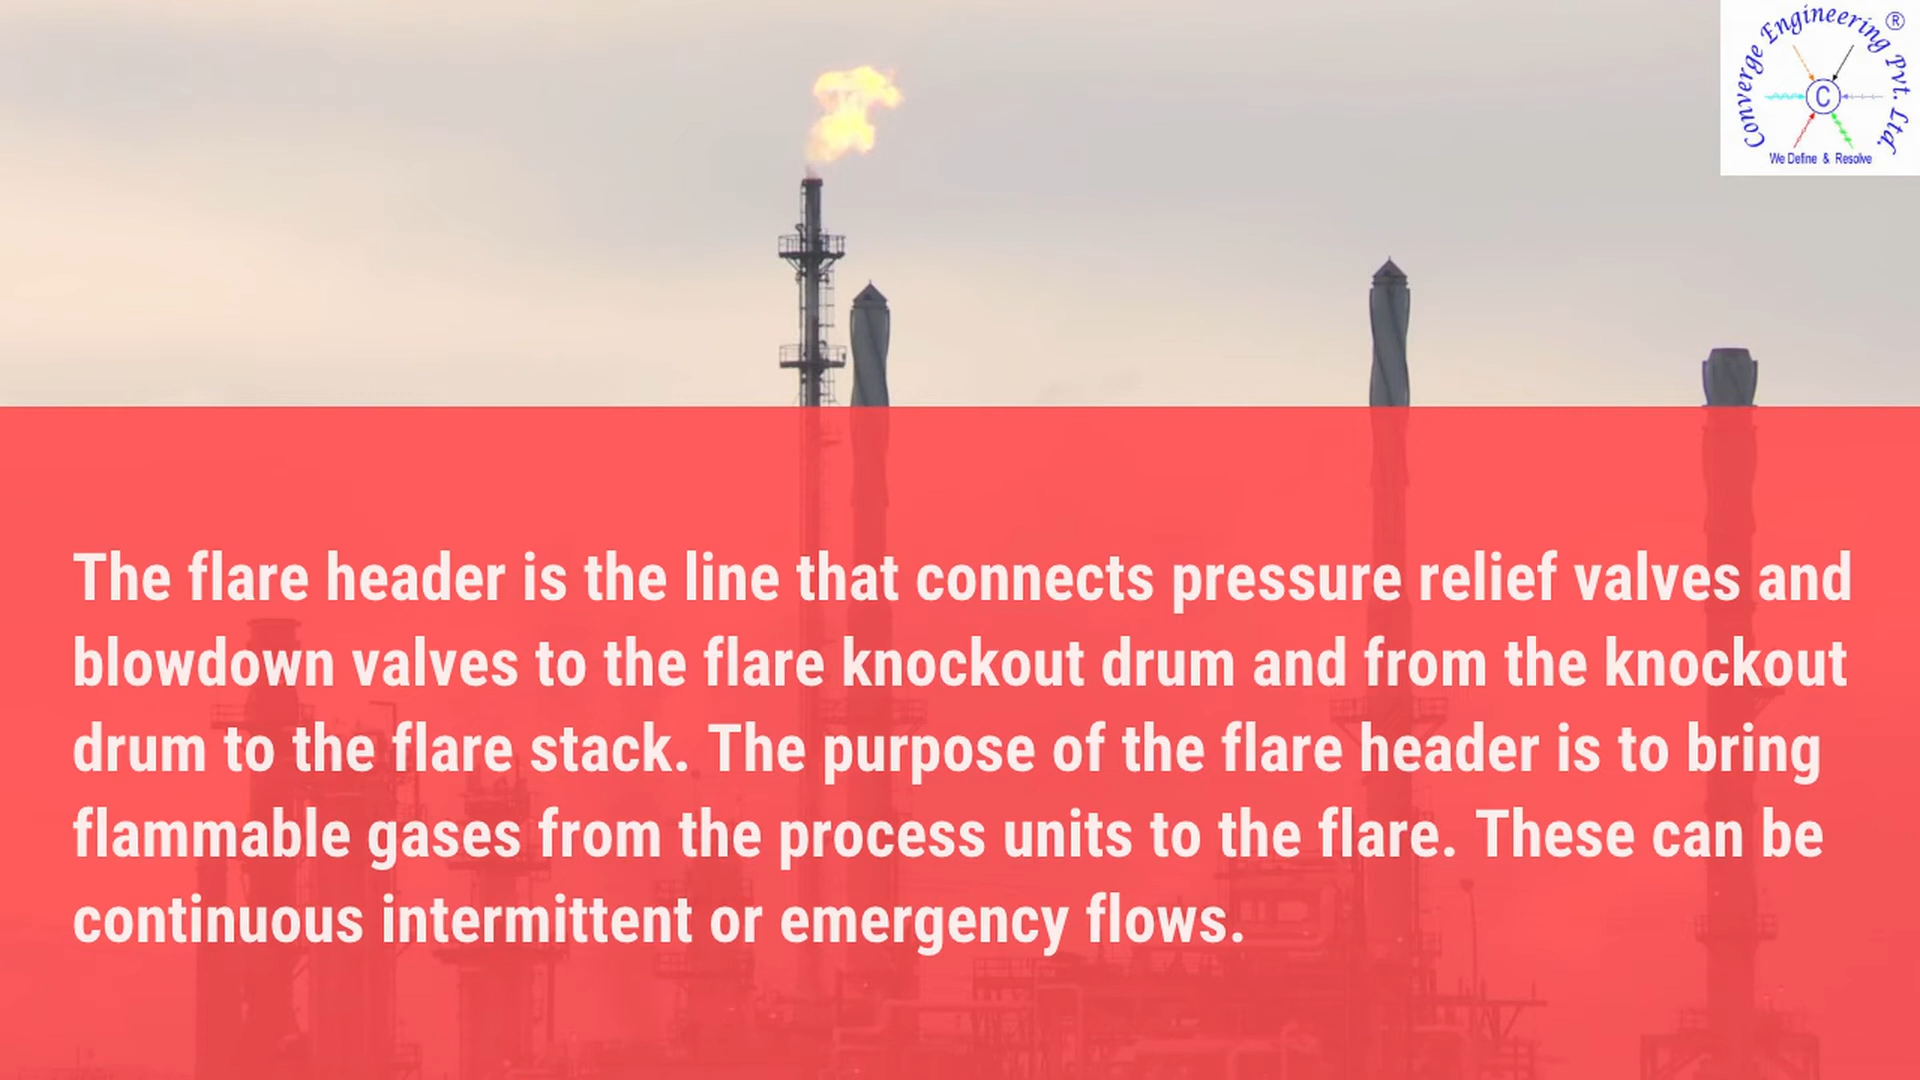 Converge Engineering Pvt. Ltd.
®
C
We Define & Resolve
The flare header is the line that connects pressure relief valves and
blowdown valves to the flare knockout drum and from the knockout
drum to the flare stack. The purpose of the flare header is to bring
flammable gases from the process units to the flare. These can be
continuous intermittent or emergency flows.